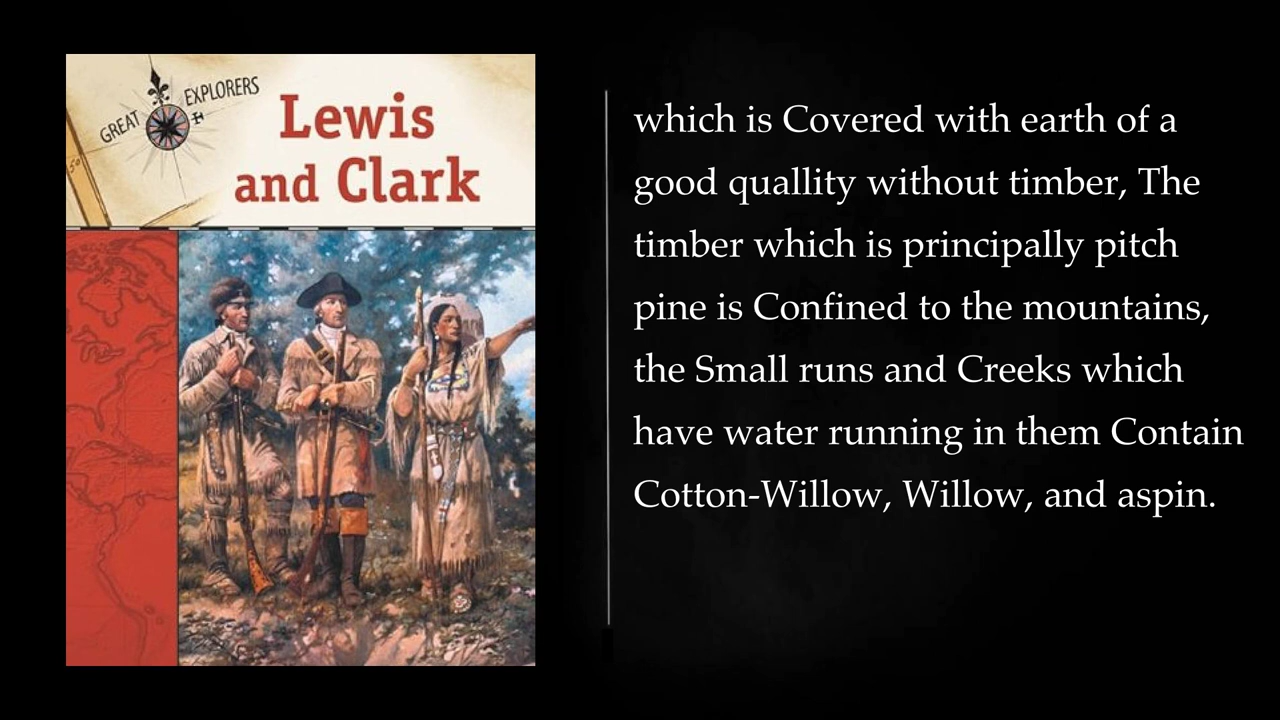 GREAT EXPLORERS
Lewis
and Clark
50
which is Covered with earth of a
good quallity without timber, The
timber which is principally pitch
pine is Confined to the mountains,
the Small runs and Creeks which
have water running in them Contain
Cotton-Willow, Willow, and aspin.